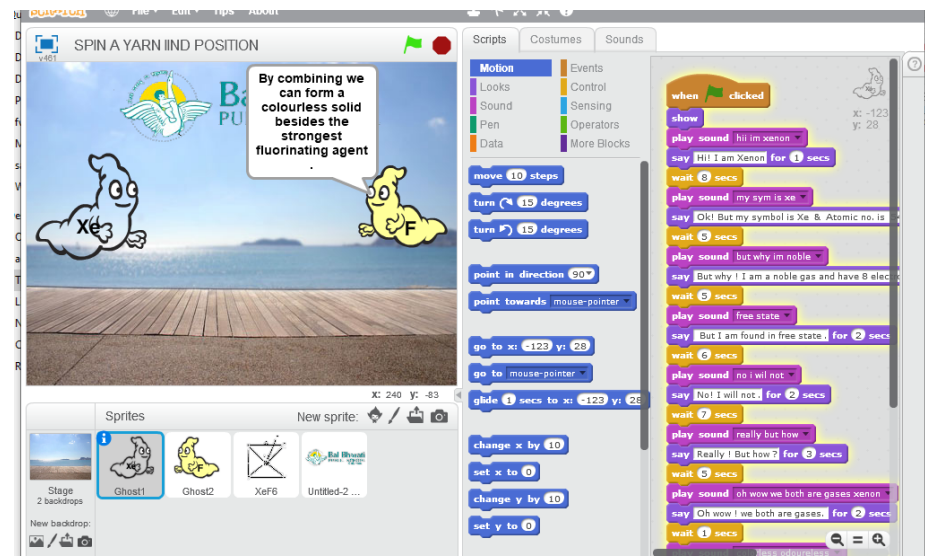 SCRATCH File Edit Tips About
SPIN A YARN IIND POSITION
v461
By combining we
can form a
colourless solid
besides the
strongest
fluorinating agent
.
Xe
F
x: 240 y: -83
Sprites New sprite:
Stage
2 backdrops
New backdrop:
Ghost1
Ghost2
XeF6
Untitled-2 ...
Bal Bharati
Scripts Costumes Sounds
Motion Events
Looks Control
Sound Sensing
Pen Operators
Data More Blocks
move 10 steps
turn 15 degrees
turn 15 degrees
point in direction 90
point towards mouse-pointer
go to x: -123 y: 28
go to mouse-pointer
glide 1 secs to x: -123 y: 28
change x by 10
set x to 0
change y by 10
set y to 0
x: -123
y: 28
when clicked
show
play sound hii im xenon
say Hi! I am Xenon for 1 secs
wait 8 secs
play sound my sym is xe
say Ok! But my symbol is Xe & Atomic no. is
wait 5 secs
play sound but why im noble
say But why ! I am a noble gas and have 8 elec
wait 5 secs
play sound free state
say But I am found in free state . for 2 secs
wait 6 secs
play sound no i wil not
say No! I will not . for 2 secs
wait 7 secs
play sound really but how
say Really ! But how ? for 3 secs
wait 5 secs
play sound oh wow we both are gases xenon
say Oh wow ! we both are gases. for 2 secs
wait 1 secs